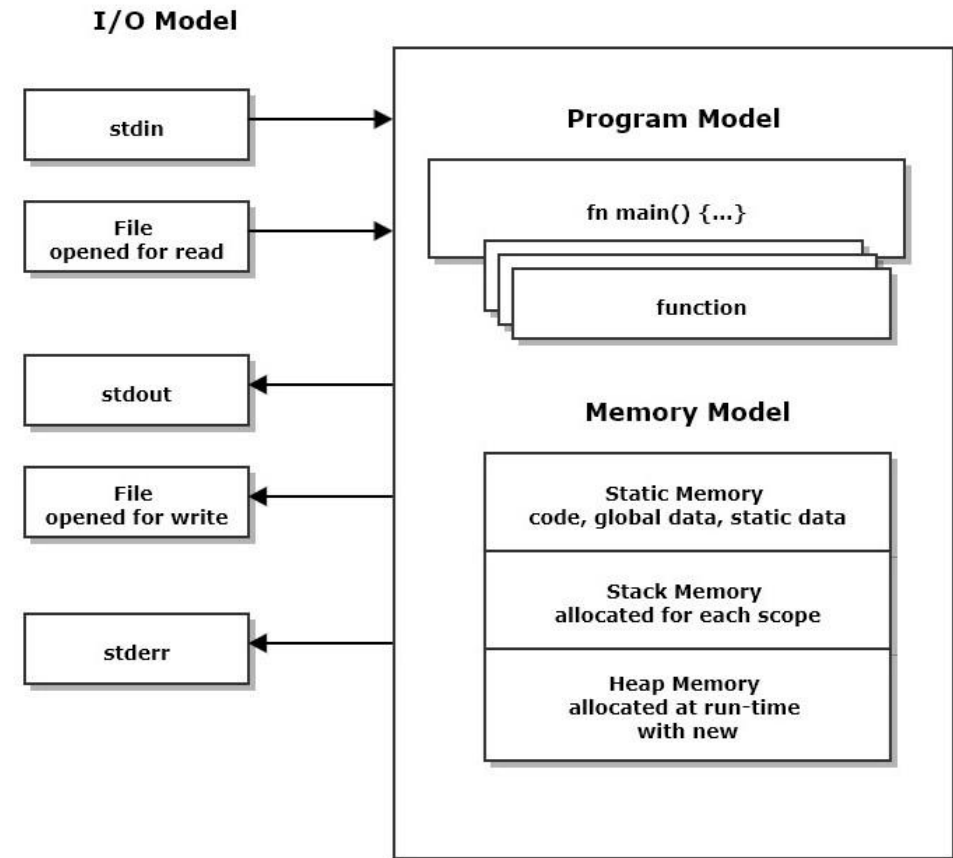 I/O Model
stdin
File
opened for read
stdout
File
opened for write
stderr
Program Model
fn main() {...}
function
Memory Model
Static Memory
code, global data, static data
Stack Memory
allocated for each scope
Heap Memory
allocated at run-time
with new